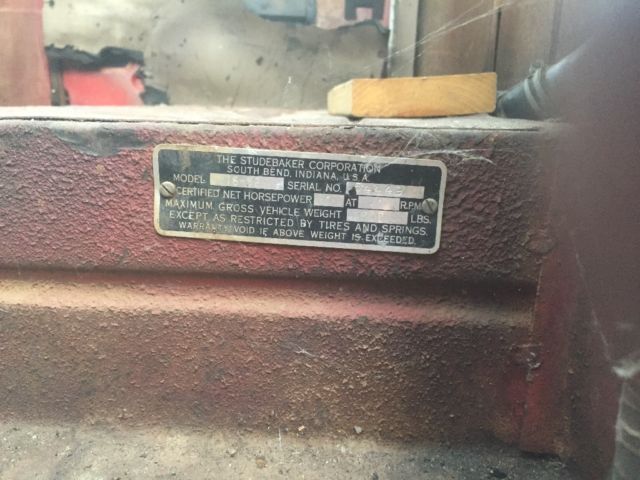 THE STUDEBAKER CORPORATION
SOUTH BEND, INDIANA, U.S.A.
MODEL SERIAL NO.
CERTIFIED NET HORSEPOWER AT R.P.M.
MAXIMUM GROSS VEHICLE WEIGHT LBS.
EXCEPT AS RESTRICTED BY TIRES AND SPRINGS.
WARRANTY VOID IF ABOVE WEIGHT IS EXCEEDED.